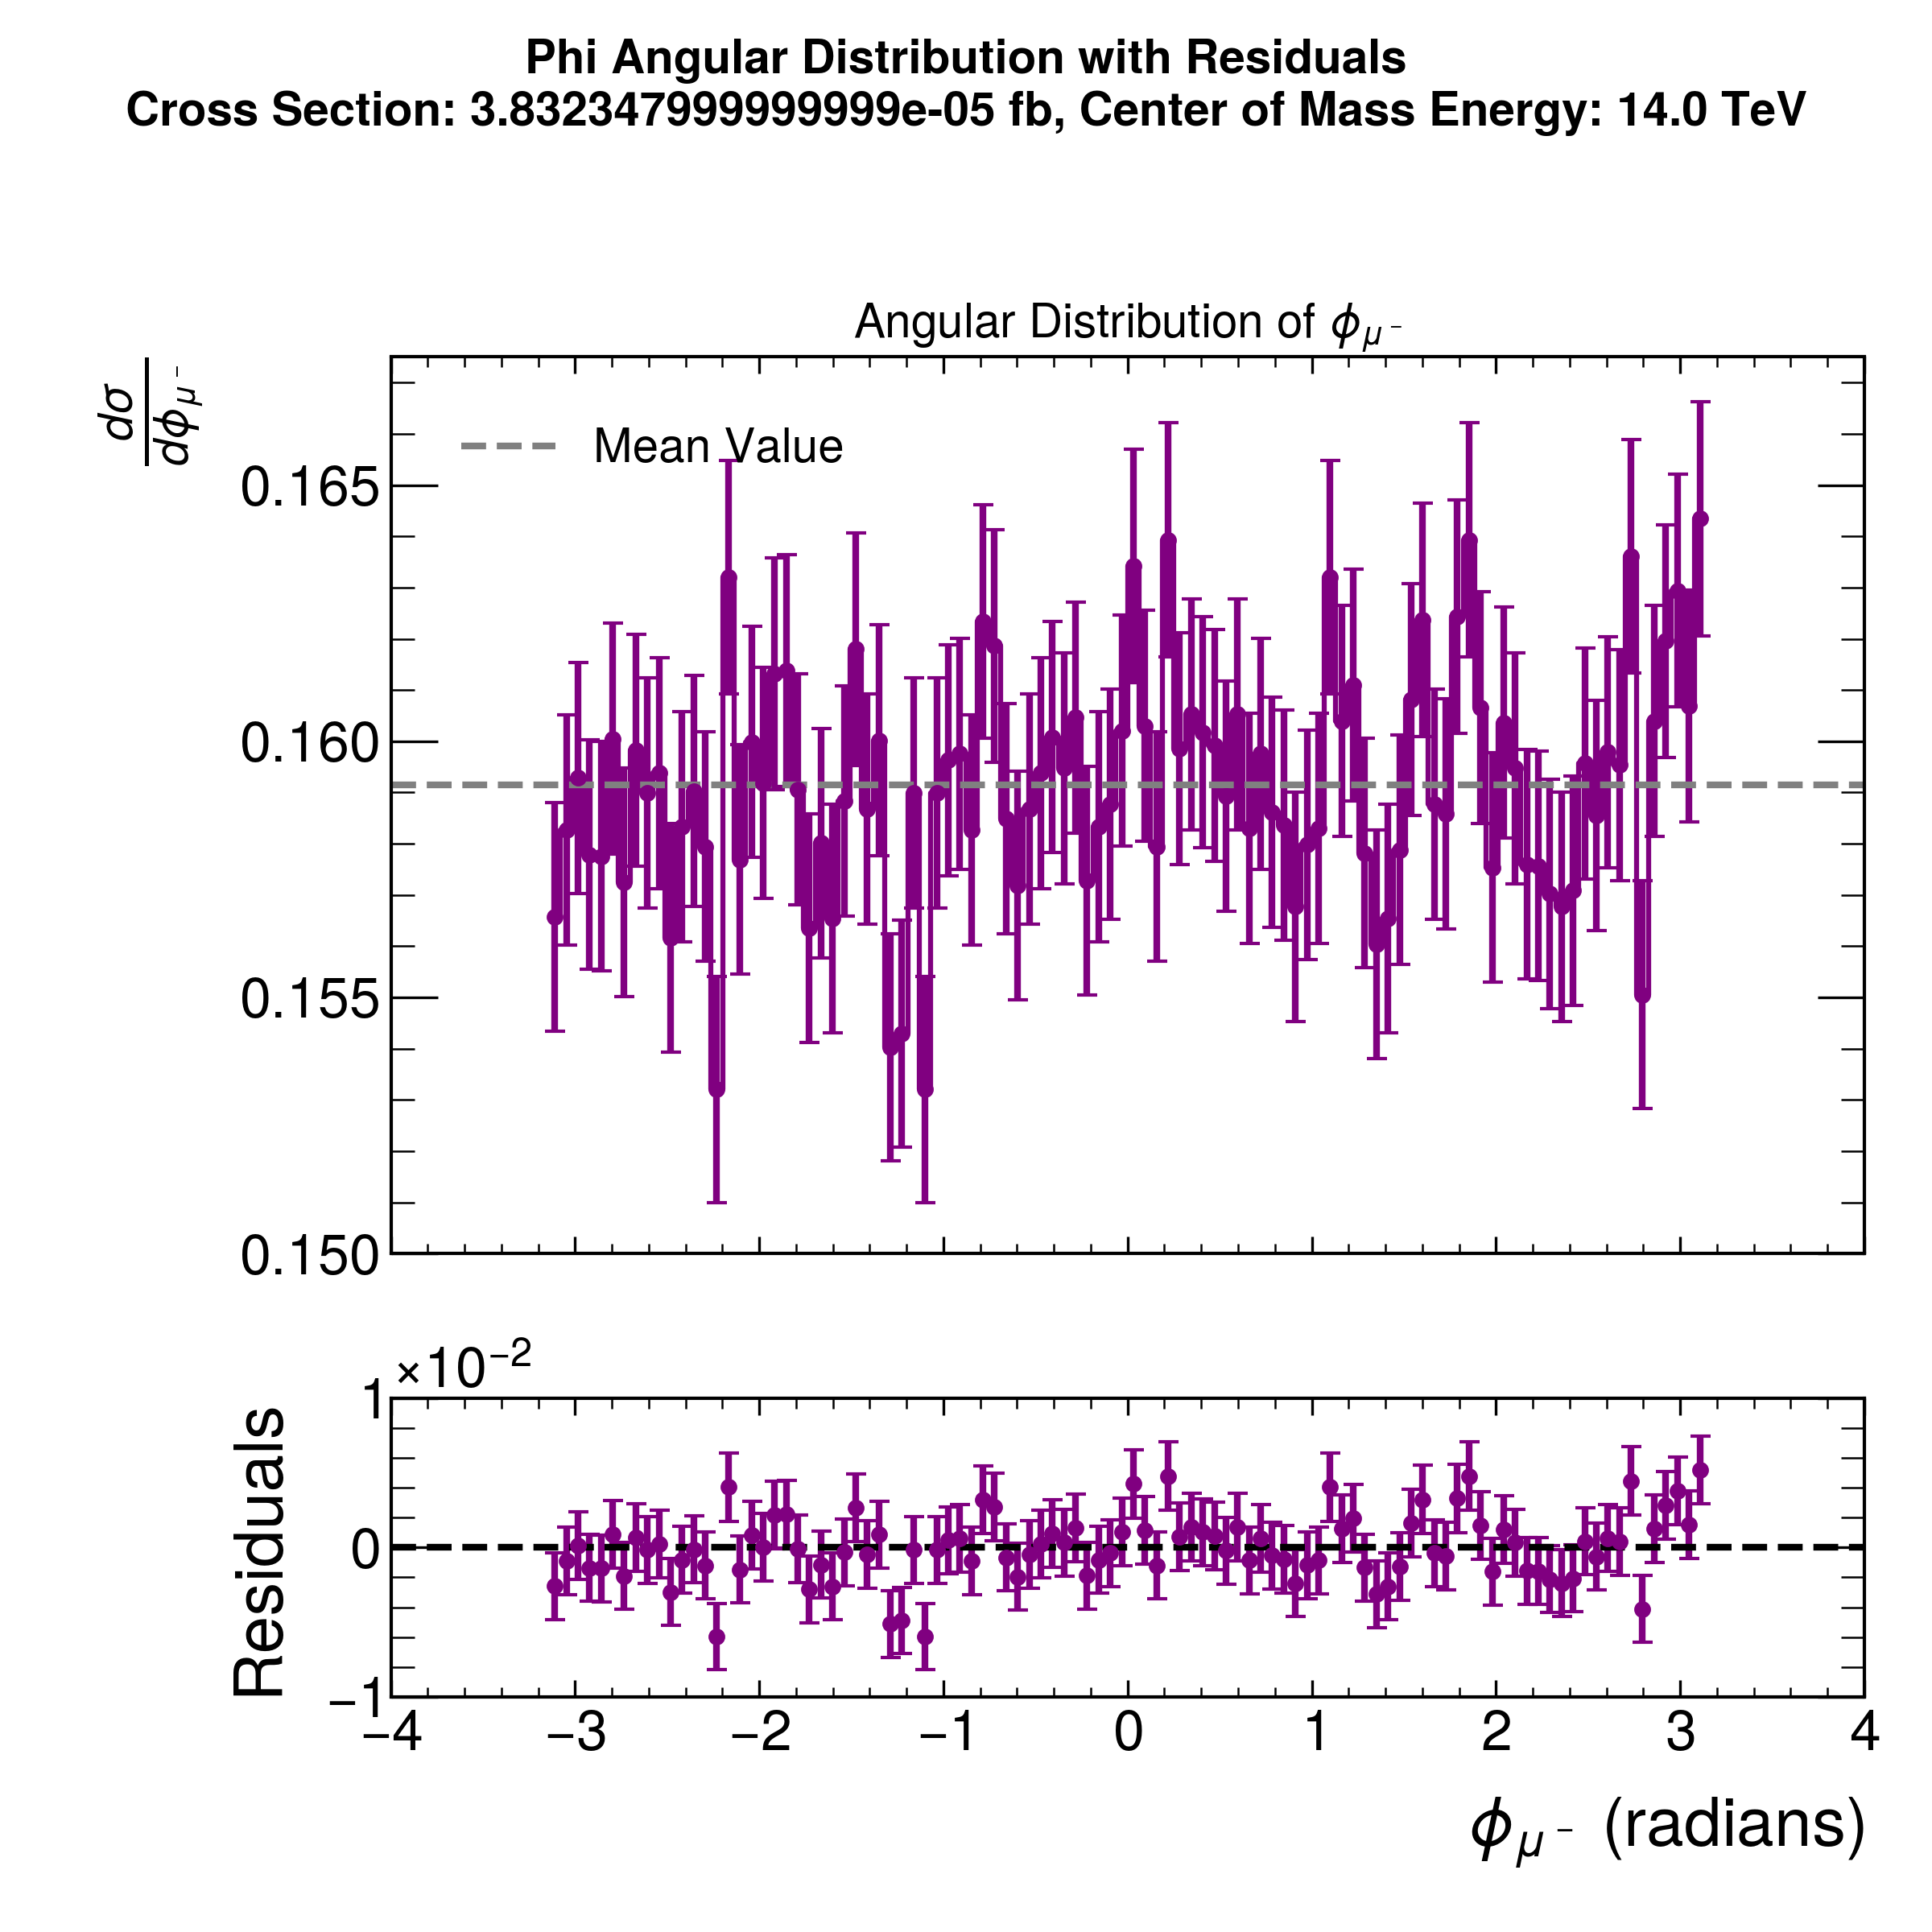 Phi Angular Distribution with Residuals
Cross Section: 3.8323479999999999e-05 fb, Center of Mass Energy: 14.0 TeV
Angular Distribution of ϕμ⁻
dσ
dϕμ⁻
Mean Value
0.165
0.160
0.155
0.150
×10⁻²
Residuals
1
0
−1
−4 −3 −2 −1 0 1 2 3 4
ϕμ⁻ (radians)